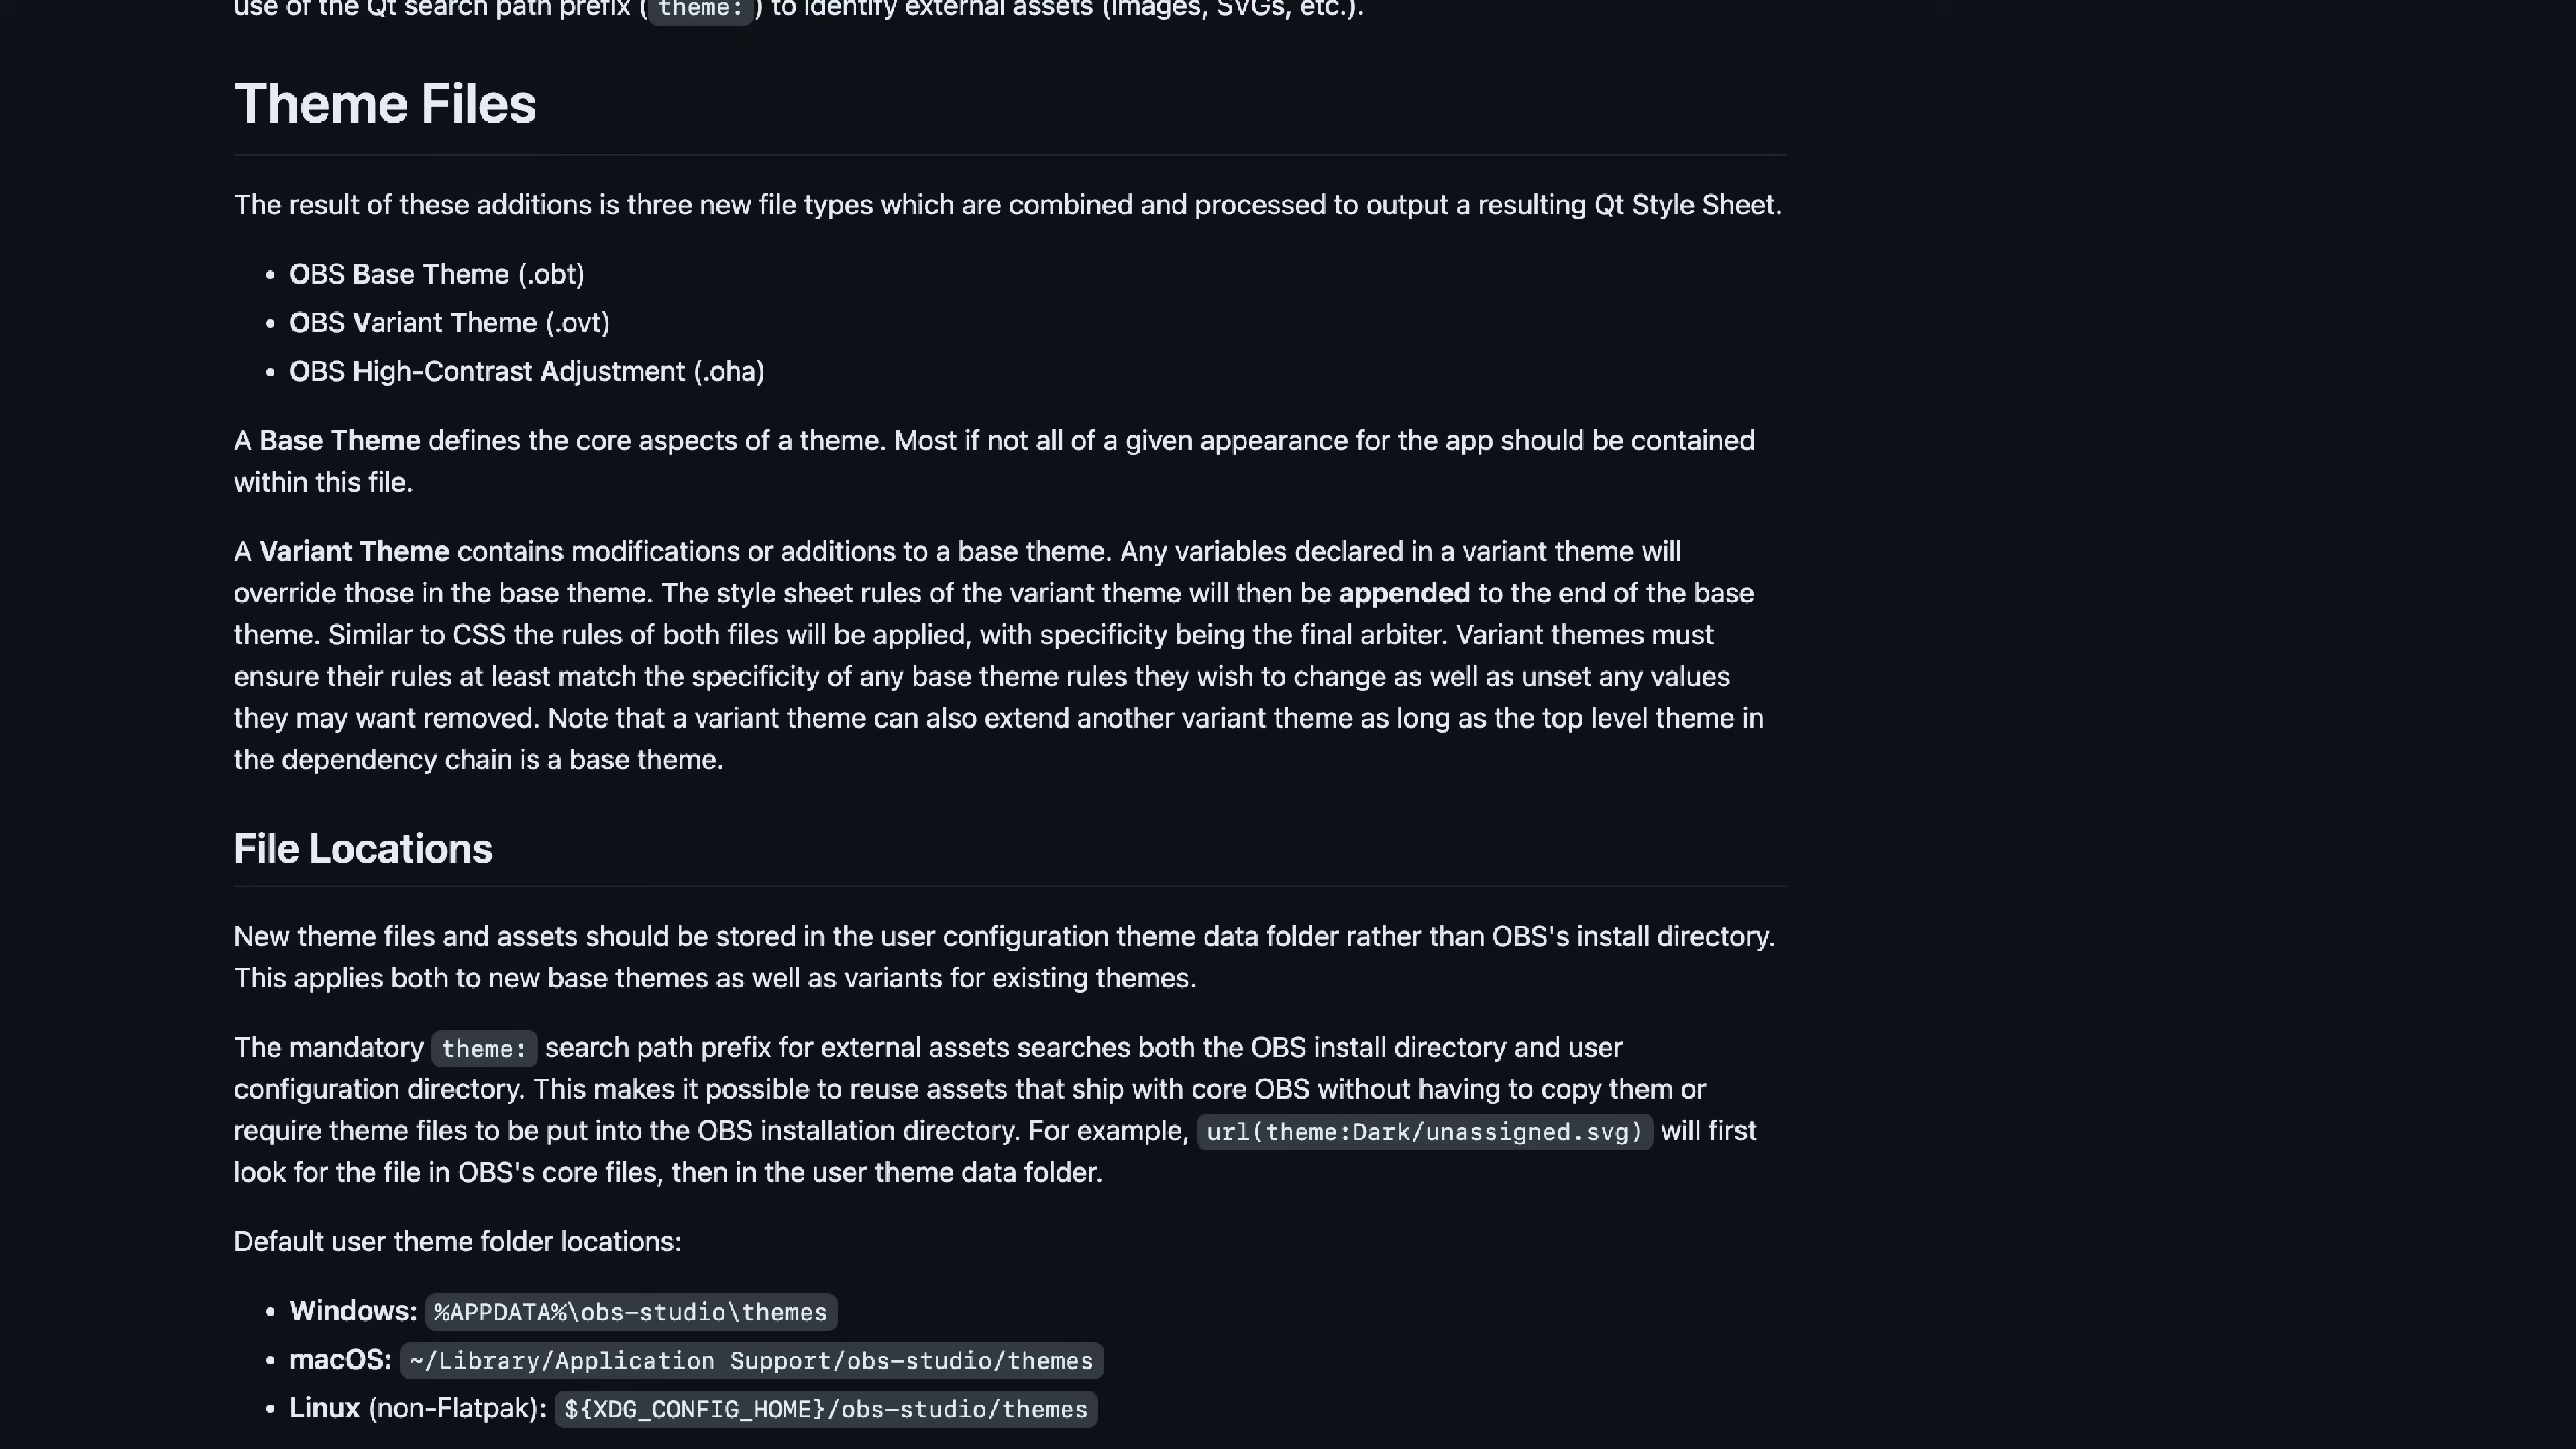 use of the Qt search path prefix ( theme: ) to identify external assets (images, SVGs, etc.).
Theme Files
The result of these additions is three new file types which are combined and processed to output a resulting Qt Style Sheet.
• OBS Base Theme (.obt)
• OBS Variant Theme (.ovt)
• OBS High-Contrast Adjustment (.oha)
A Base Theme defines the core aspects of a theme. Most if not all of a given appearance for the app should be contained
within this file.
A Variant Theme contains modifications or additions to a base theme. Any variables declared in a variant theme will
override those in the base theme. The style sheet rules of the variant theme will then be appended to the end of the base
theme. Similar to CSS the rules of both files will be applied, with specificity being the final arbiter. Variant themes must
ensure their rules at least match the specificity of any base theme rules they wish to change as well as unset any values
they may want removed. Note that a variant theme can also extend another variant theme as long as the top level theme in
the dependency chain is a base theme.
File Locations
New theme files and assets should be stored in the user configuration theme data folder rather than OBS's install directory.
This applies both to new base themes as well as variants for existing themes.
The mandatory theme: search path prefix for external assets searches both the OBS install directory and user
configuration directory. This makes it possible to reuse assets that ship with core OBS without having to copy them or
require theme files to be put into the OBS installation directory. For example, url(theme:Dark/unassigned.svg) will first
look for the file in OBS's core files, then in the user theme data folder.
Default user theme folder locations:
• Windows: %APPDATA%\obs-studio\themes
• macOS: ~/Library/Application Support/obs-studio/themes
• Linux (non-Flatpak): ${XDG_CONFIG_HOME}/obs-studio/themes